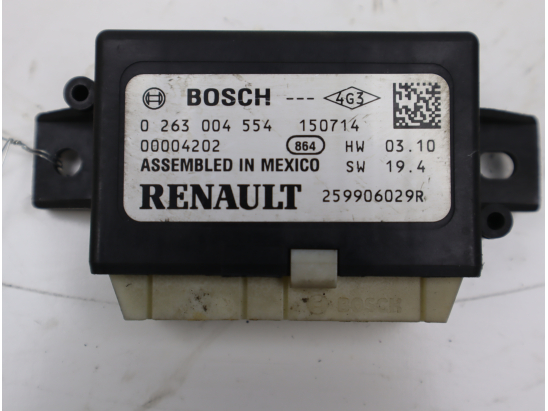 BOSCH --- 4G3
0 263 004 554 150714
00004202 864 HW 03.10
ASSEMBLED IN MEXICO SW 19.4
RENAULT 259906029R
BOSCH